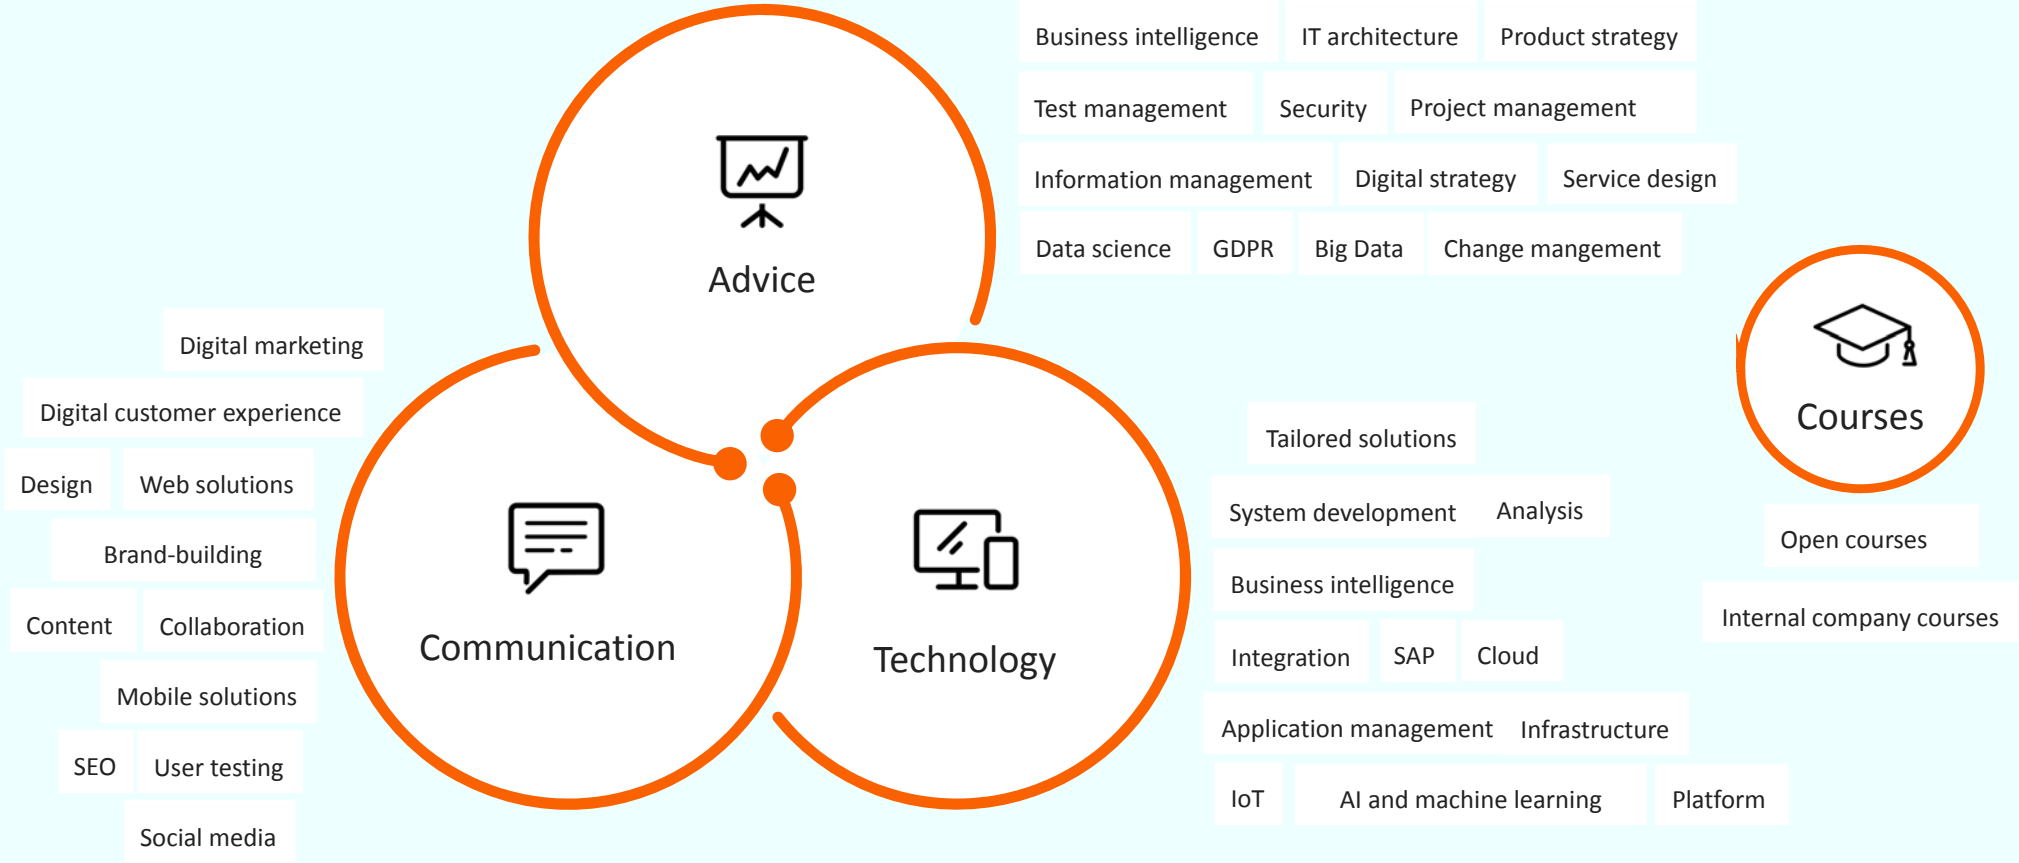 Business intelligence IT architecture Product strategy
Test management Security Project management
Information management Digital strategy Service design
Data science GDPR Big Data Change mangement
Advice
Digital marketing
Digital customer experience
Design Web solutions
Brand-building
Content Collaboration
Mobile solutions
SEO User testing
Social media
Communication
Technology
Tailored solutions
System development Analysis
Business intelligence
Integration SAP Cloud
Application management Infrastructure
IoT AI and machine learning Platform
Courses
Open courses
Internal company courses